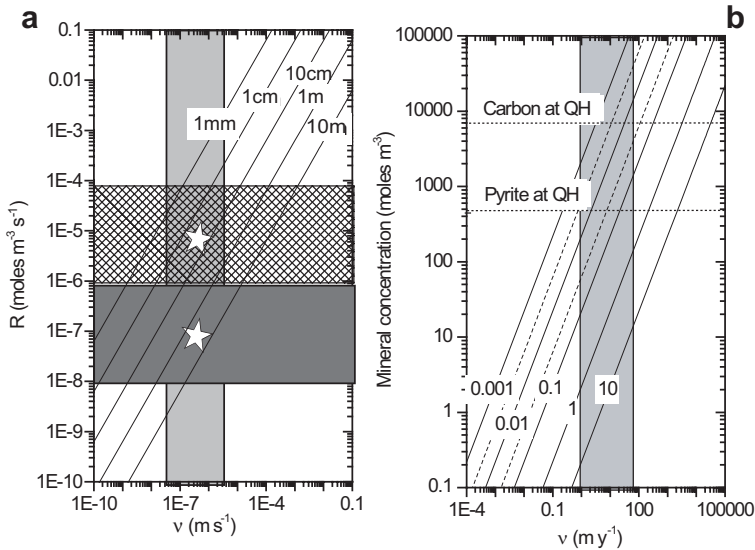 a
R (moles m⁻³ s⁻¹)
0.1
0.01
1E-3
1E-4
1E-5
1E-6
1E-7
1E-8
1E-9
1E-10
1mm
1cm
10cm
1m
10m
1E-10
1E-7
1E-4
0.1
ν (m s⁻¹)
b
Mineral concentration (moles m⁻³)
100000
10000
1000
100
10
1
0.1
Carbon at QH
Pyrite at QH
0.001
0.01
0.1
1
10
1E-4
0.1
100
100000
ν (m y⁻¹)